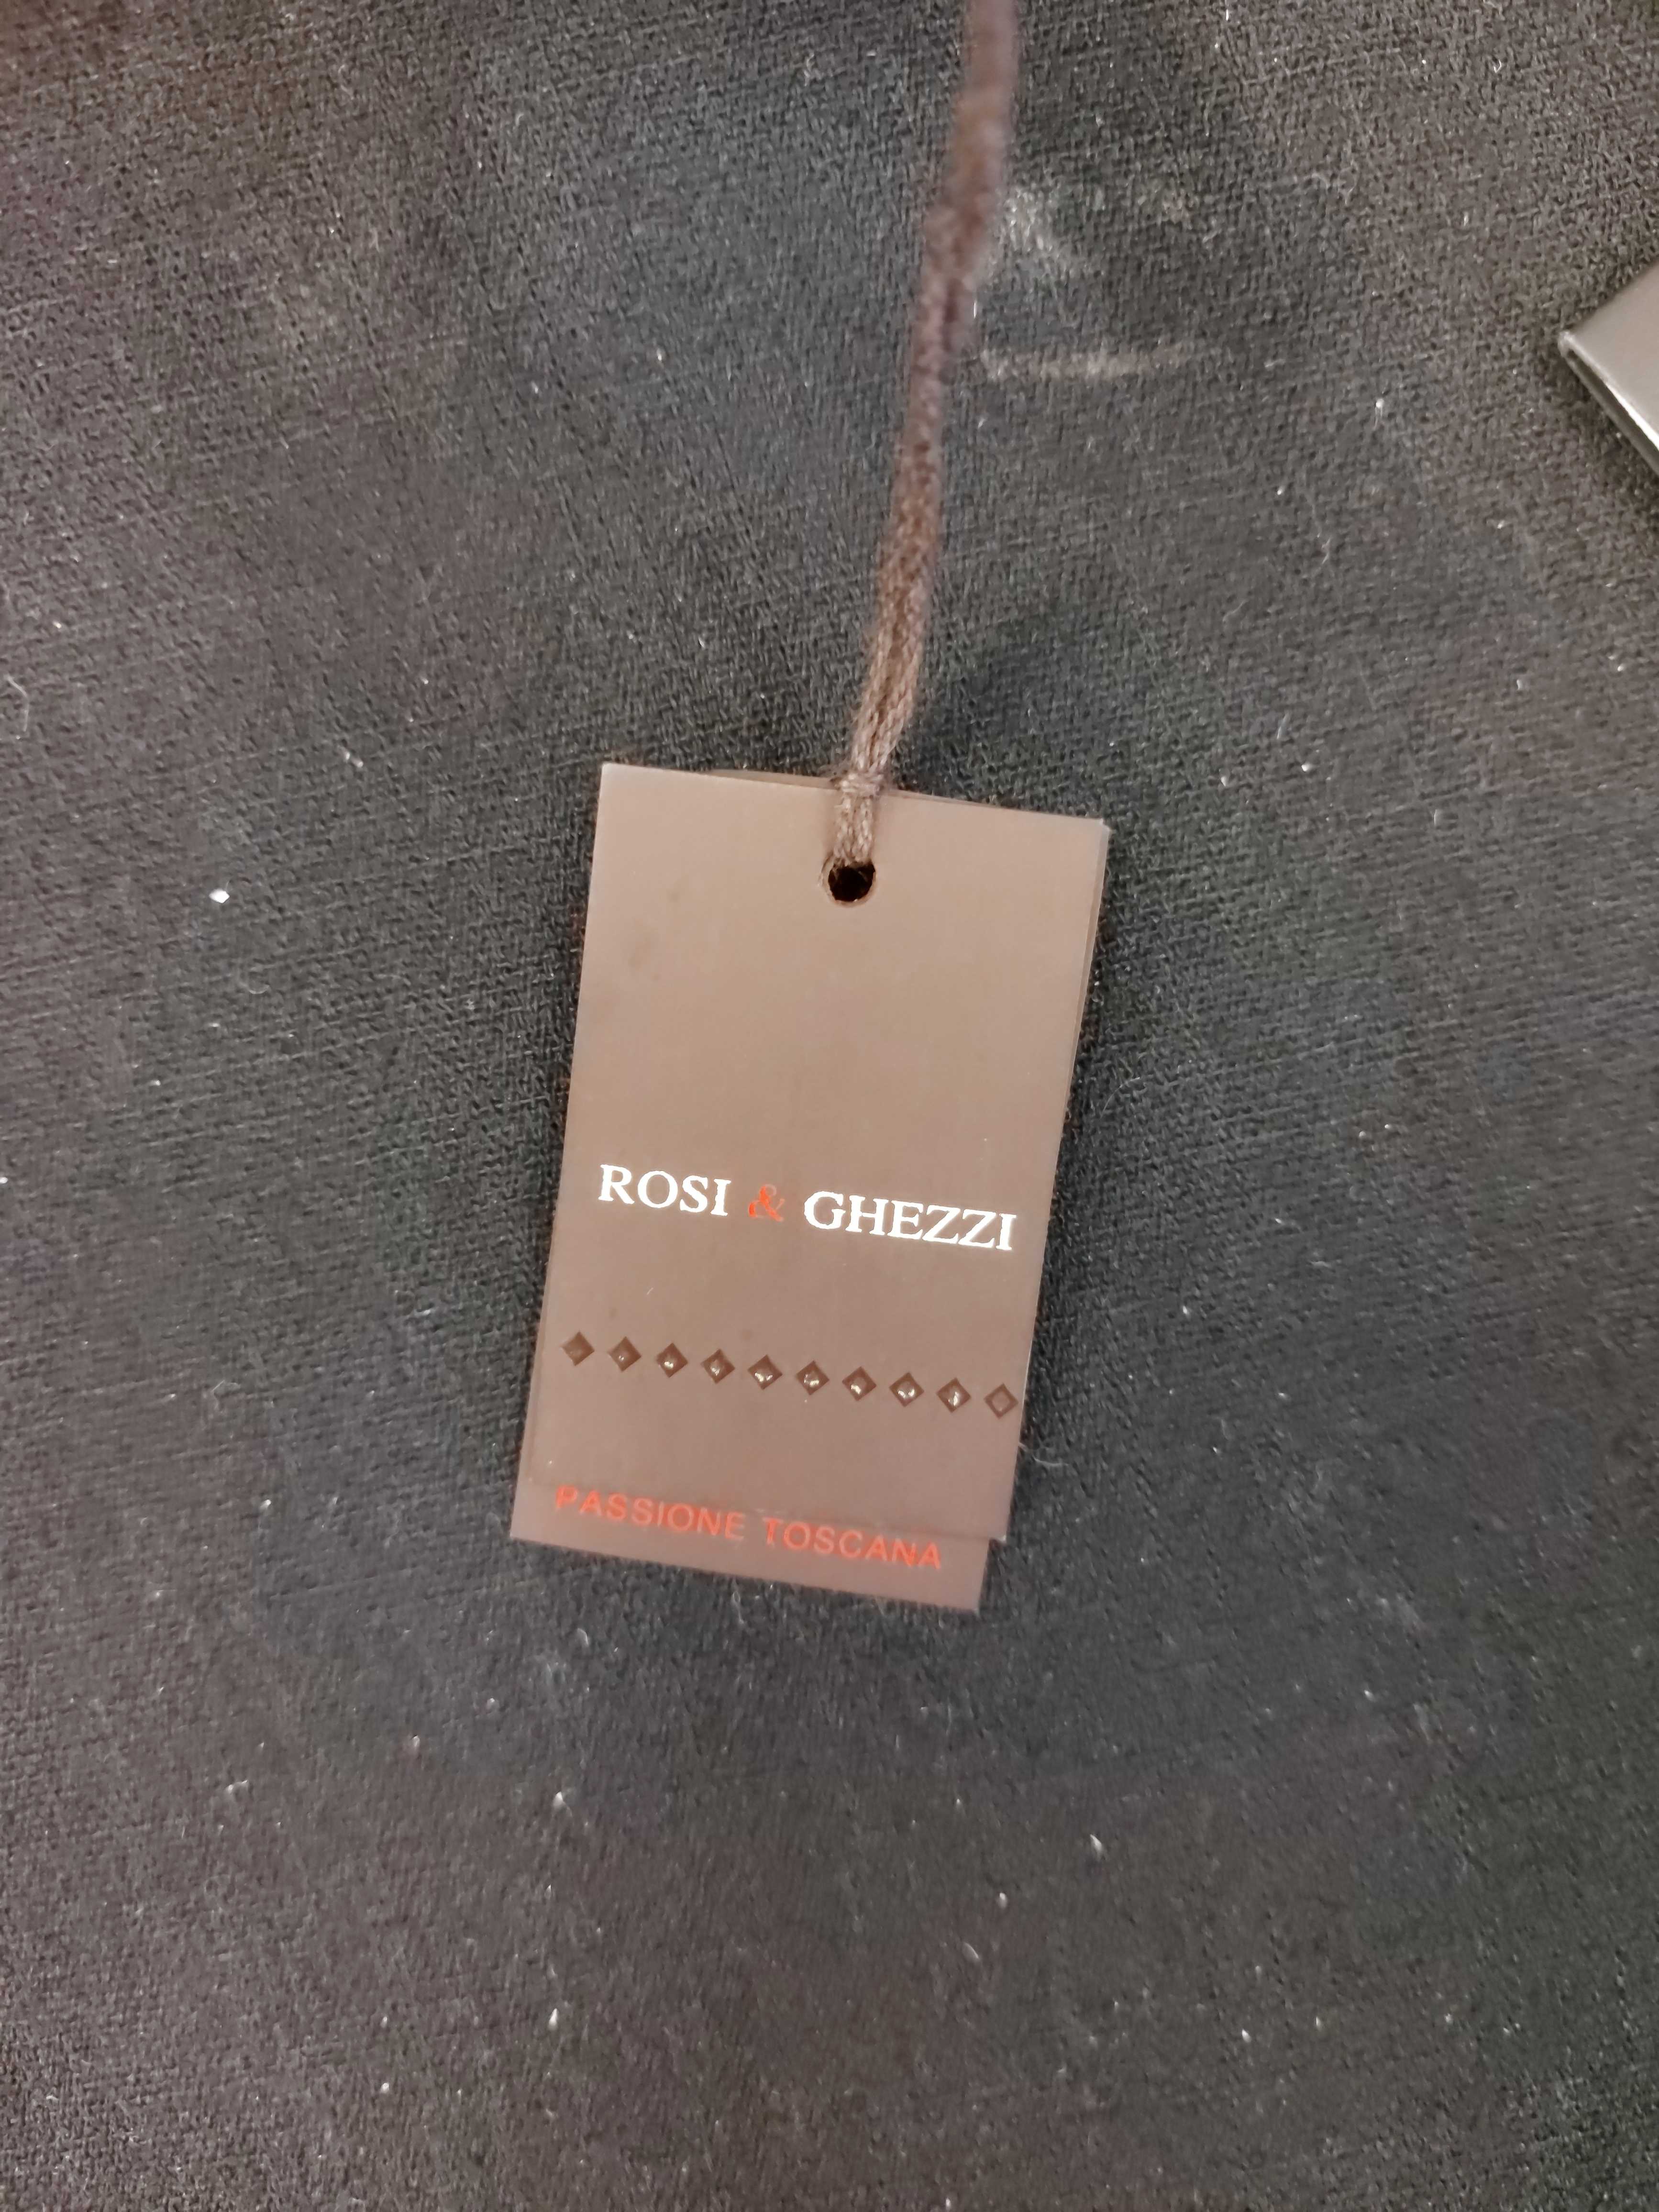 ROSI & GHEZZI
PASSIONE TOSCANA